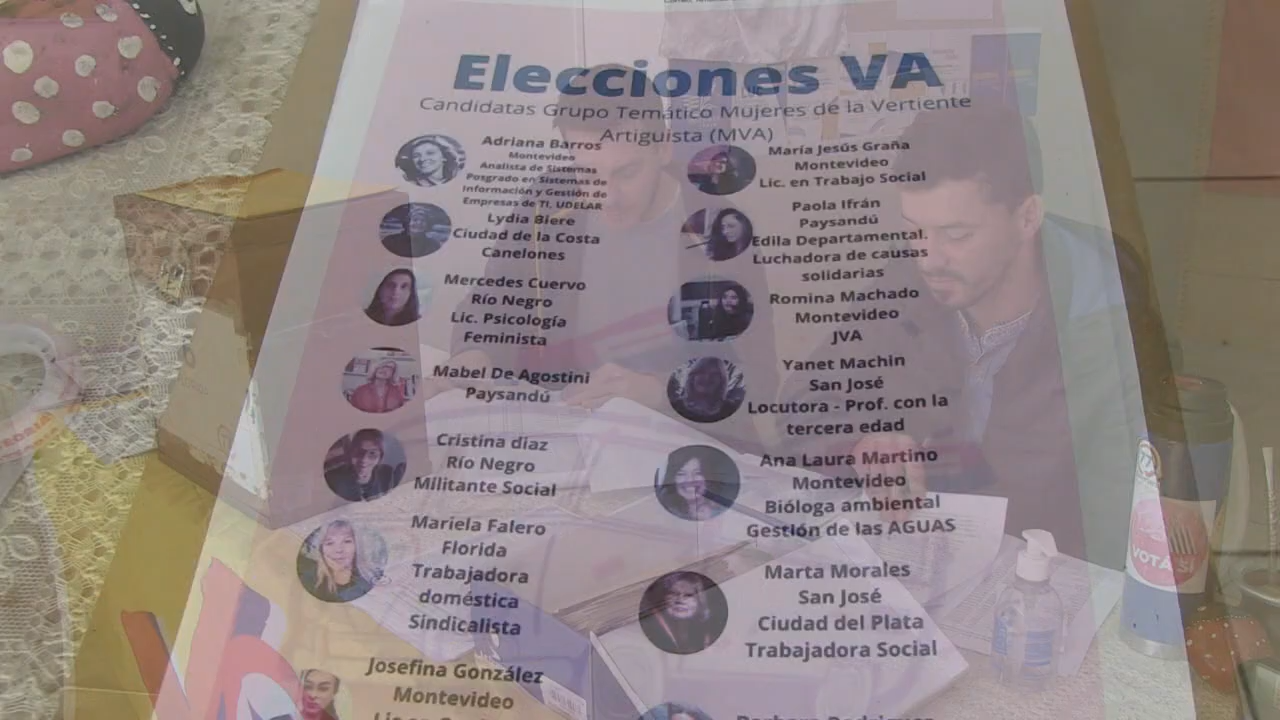 Elecciones VA
Candidatas Grupo Temático Mujeres de la Vertiente
Artiguista (MVA)
Adriana Barros
Montevideo
Analista de Sistemas
Posgrado en Sistemas de
Información y Gestión de
Empresas de TI, UDELAR
Lydia Biere
Ciudad de la Costa
Canelones
Mercedes Cuervo
Río Negro
Lic. Psicología
Feminista
Mabel De Agostini
Paysandú
Cristina díaz
Río Negro
Militante Social
Mariela Falero
Florida
Trabajadora
doméstica
Sindicalista
Josefina González
Montevideo
María Jesús Graña
Montevideo
Lic. en Trabajo Social
Paola Ifrán
Paysandú
Edila Departamental.
Luchadora de causas
solidarias
Romina Machado
Montevideo
JVA
Yanet Machin
San José
Locutora - Prof. con la
tercera edad
Ana Laura Martino
Montevideo
Bióloga ambiental
Gestión de las AGUAS
Marta Morales
San José
Ciudad del Plata
Trabajadora Social
VOTÁ SÍ